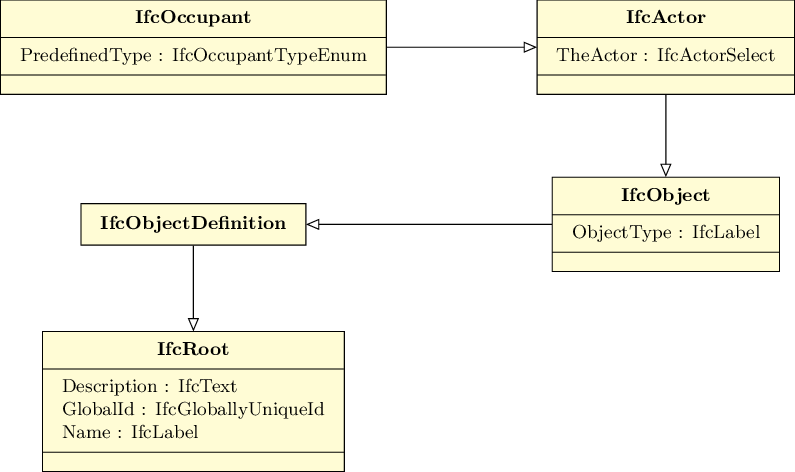 IfcOccupant
PredefinedType : IfcOccupantTypeEnum
IfcActor
TheActor : IfcActorSelect
IfcObject
ObjectType : IfcLabel
IfcObjectDefinition
IfcRoot
Description : IfcText
GlobalId : IfcGloballyUniqueId
Name : IfcLabel